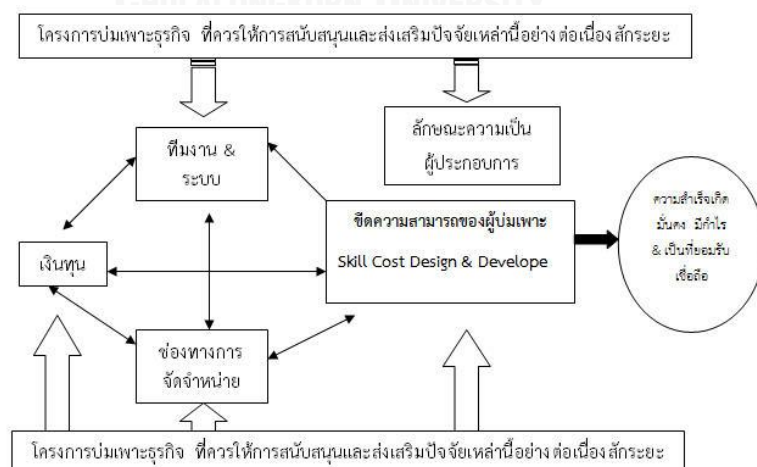 โครงการบ่มเพาะธุรกิจ ที่ควรให้การสนับสนุนและส่งเสริมปัจจัยเหล่านี้อย่างต่อเนื่องสักระยะ
ทีมงาน &
ระบบ
ลักษณะความเป็น
ผู้ประกอบการ
ขีดความสามารถของผู้บ่มเพาะ
Skill Cost Design & Develope
ความสำเร็จเกิด
มั่นคง มีกำไร
& เป็นที่ยอมรับ
เชื่อถือ
เงินทุน
ช่องทางการ
จัดจำหน่าย
โครงการบ่มเพาะธุรกิจ ที่ควรให้การสนับสนุนและส่งเสริมปัจจัยเหล่านี้อย่างต่อเนื่องสักระยะ